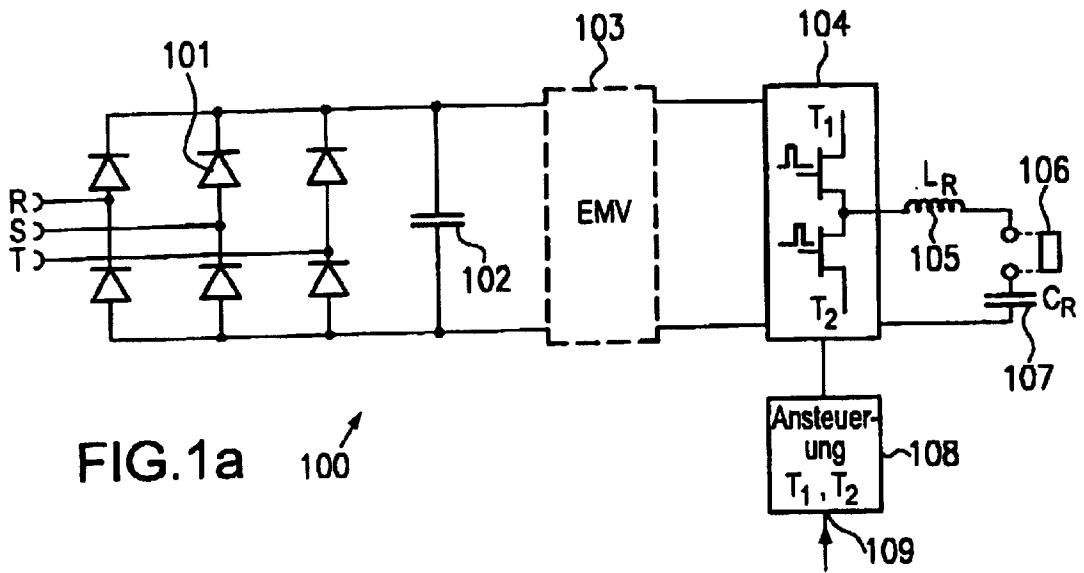 103
104
101
T1
LR
106
R
S
T
EMV
102
105
T2
CR
107
Ansteuer-
ung
T1 , T2
108
FIG.1a
100
109